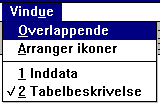 Vindue
Overlappende
Arranger ikoner
1 Inddata
✓2 Tabelbeskrivelse